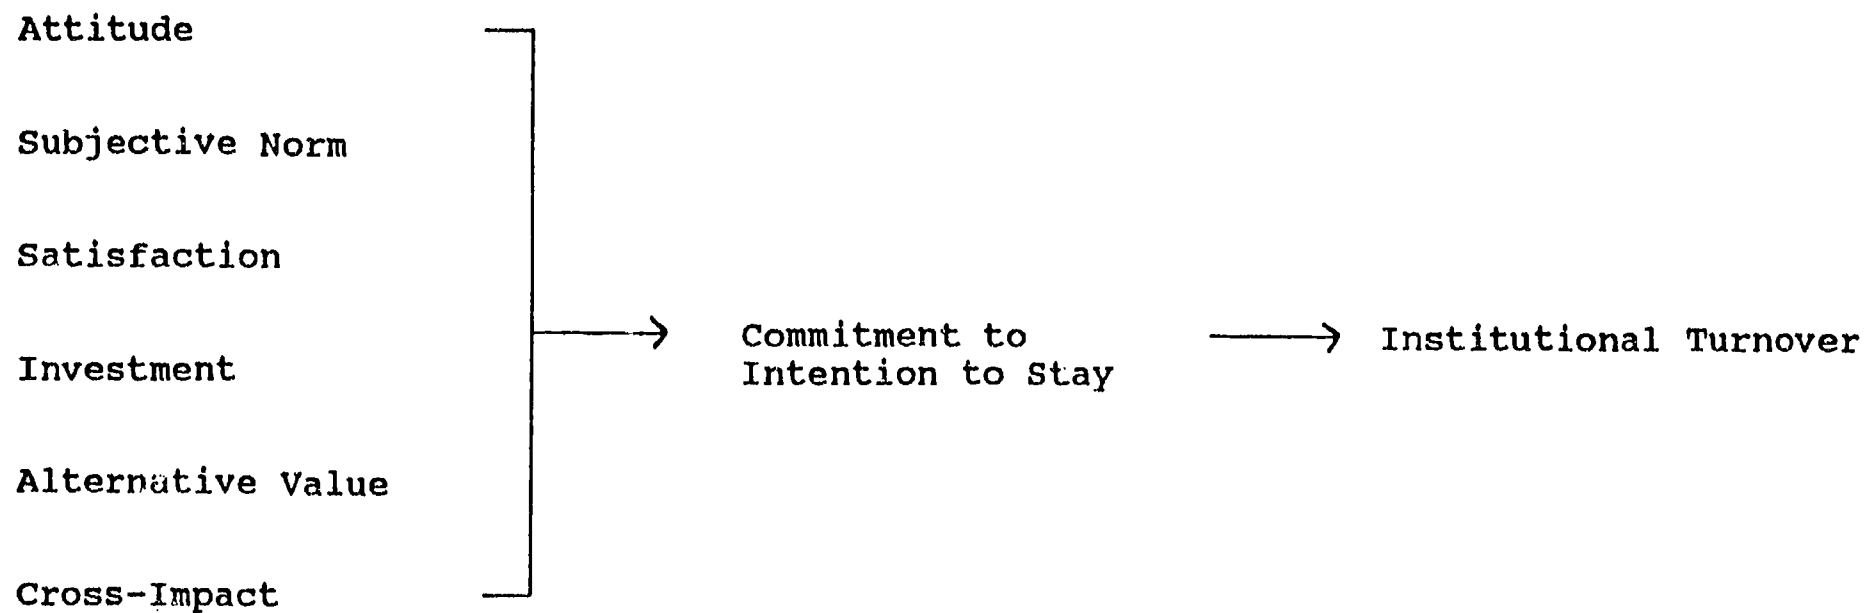 Attitude
Subjective Norm
Satisfaction
Investment
Alternative Value
Cross-Impact
Commitment to
Intention to Stay
Institutional Turnover